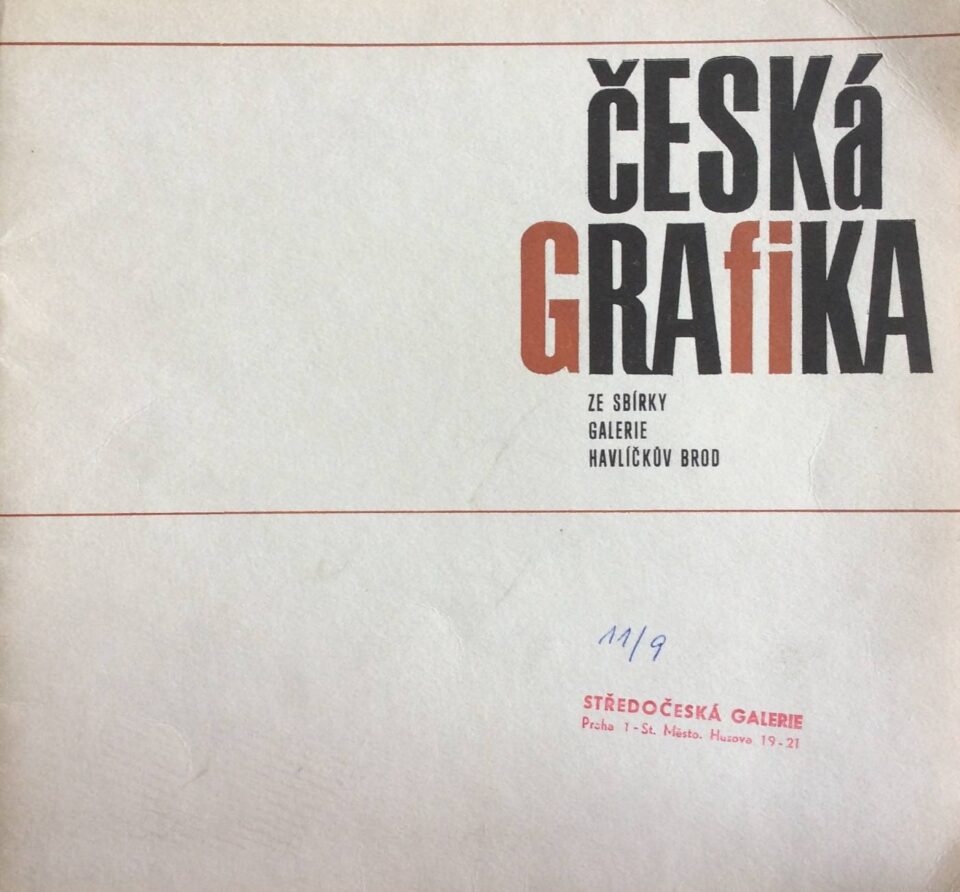 ČESKá
GRAfiKA
ZE SBÍRKY
GALERIE
HAVLÍČKŮV BROD
11/9
STŘEDOČESKÁ GALERIE
Praha 1-St. Město. Husova 19-21